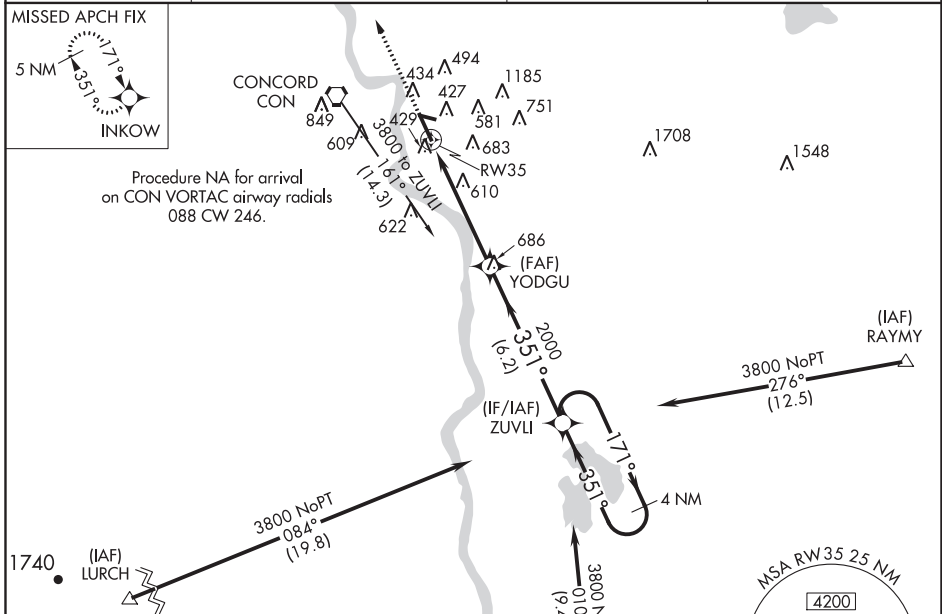 MISSED APCH FIX
5 NM
171°
351°
INKOW
CONCORD
CON
849
609
434
494
427
429
1185
581
751
683
RW35
610
622
1708
1548
3800 to ZUVLI
161°
(14.3)
Procedure NA for arrival
on CON VORTAC airway radials
088 CW 246.
686
(FAF)
YODGU
2000
351°
(6.2)
(IAF)
RAYMY
3800 NoPT
276°
(12.5)
(IF/IAF)
ZUVLI
171°
351°
4 NM
3800 NoPT
084°
(19.8)
1740
(IAF)
LURCH
3800 N
010
MSA RW35 25 NM
4200